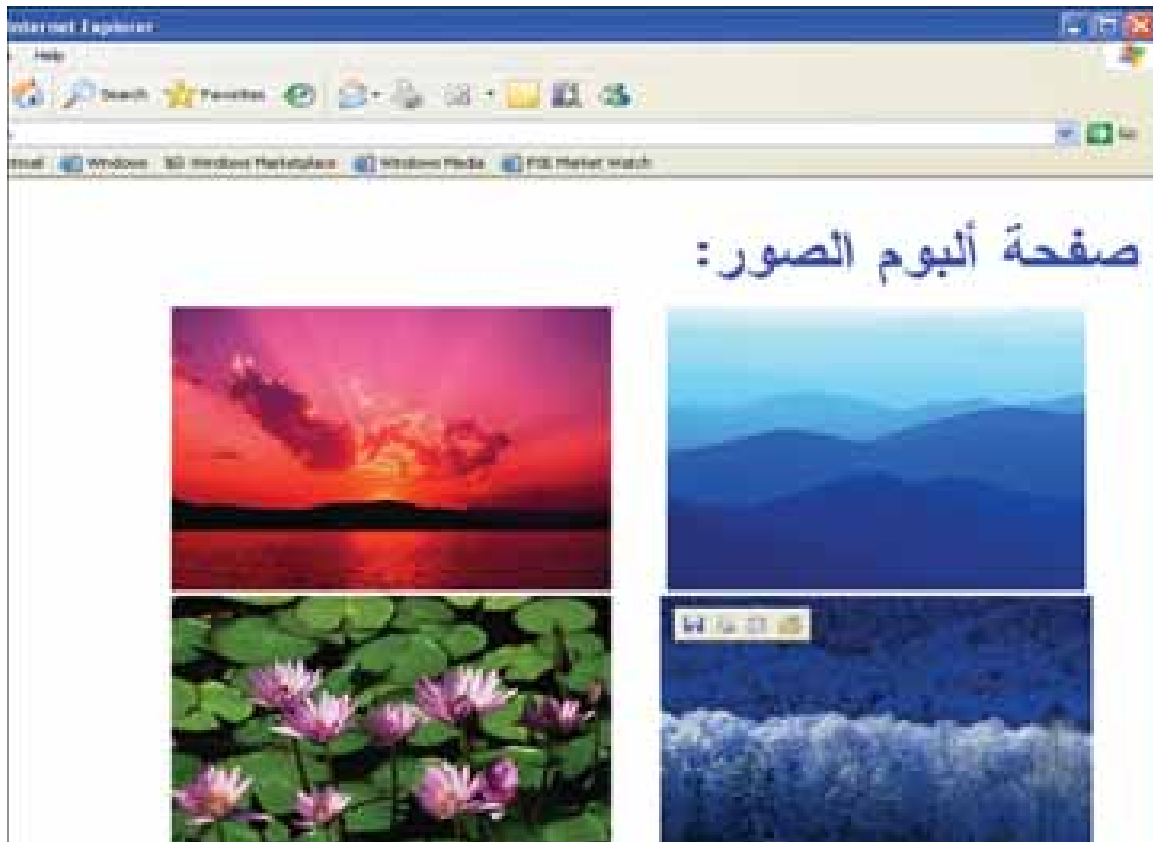 Internet Explorer
Help
Search Favorites
Go
Windows Windows Marketplace Windows Media
صفحة ألبوم الصور: